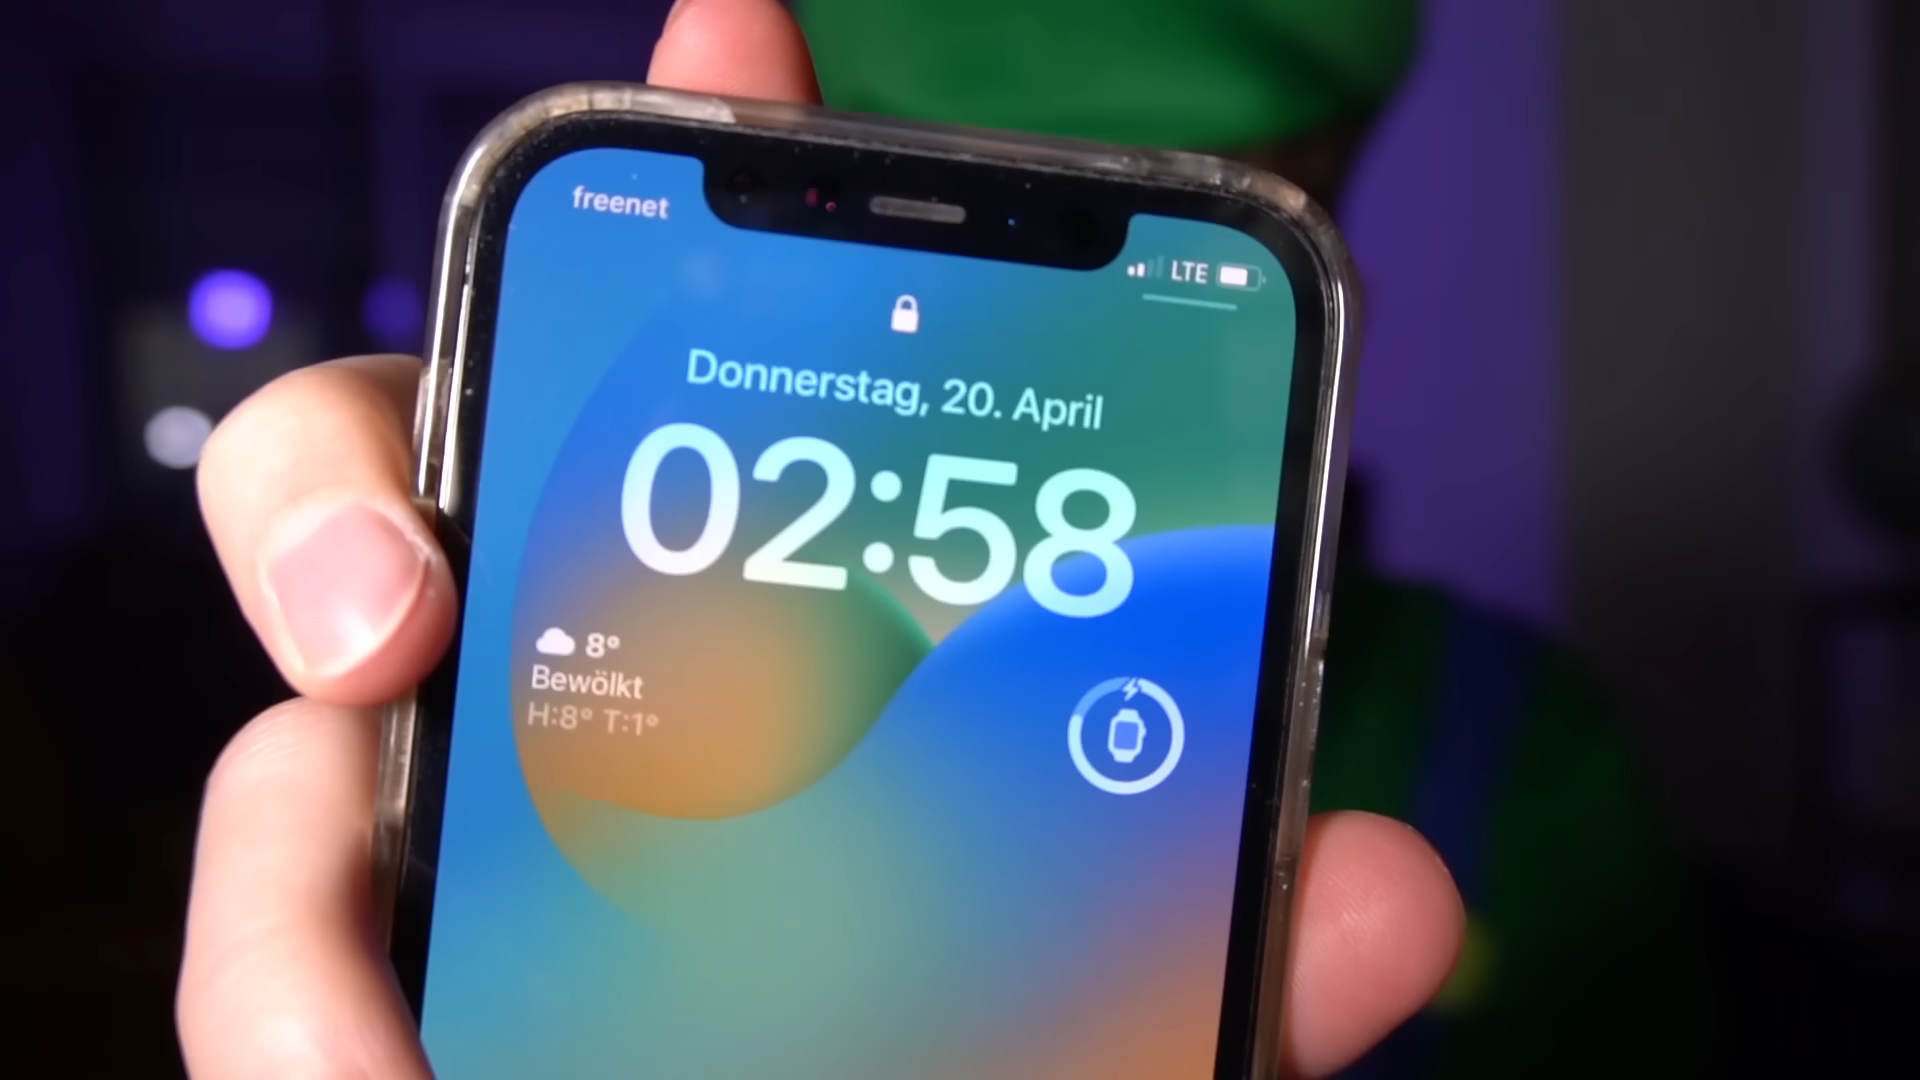 freenet
LTE
Donnerstag, 20. April
02:58
8°
Bewölkt
H:8° T:1°